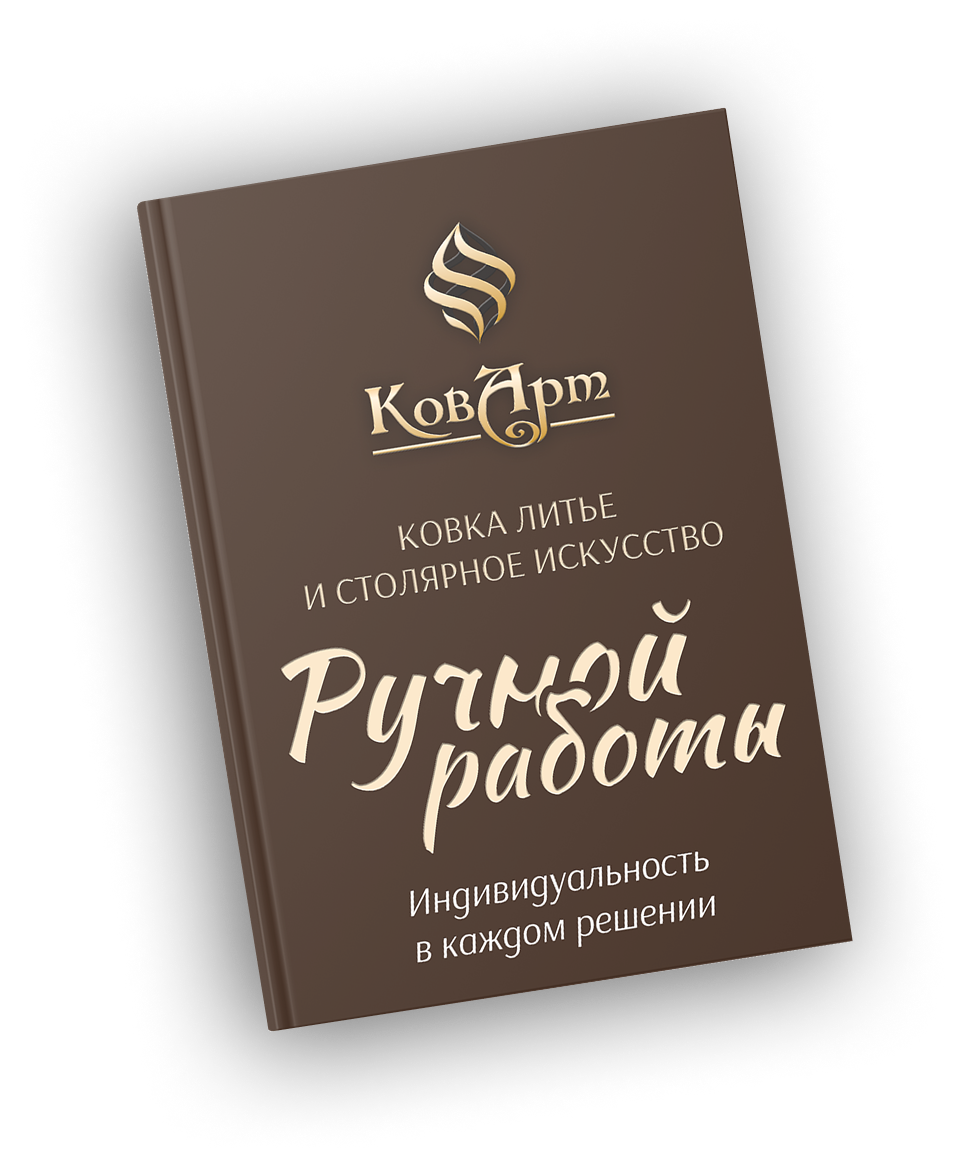 КовАрт
КОВКА ЛИТЬЕ
И СТОЛЯРНОЕ ИСКУССТВО
Ручной
работы
Индивидуальность
в каждом решении